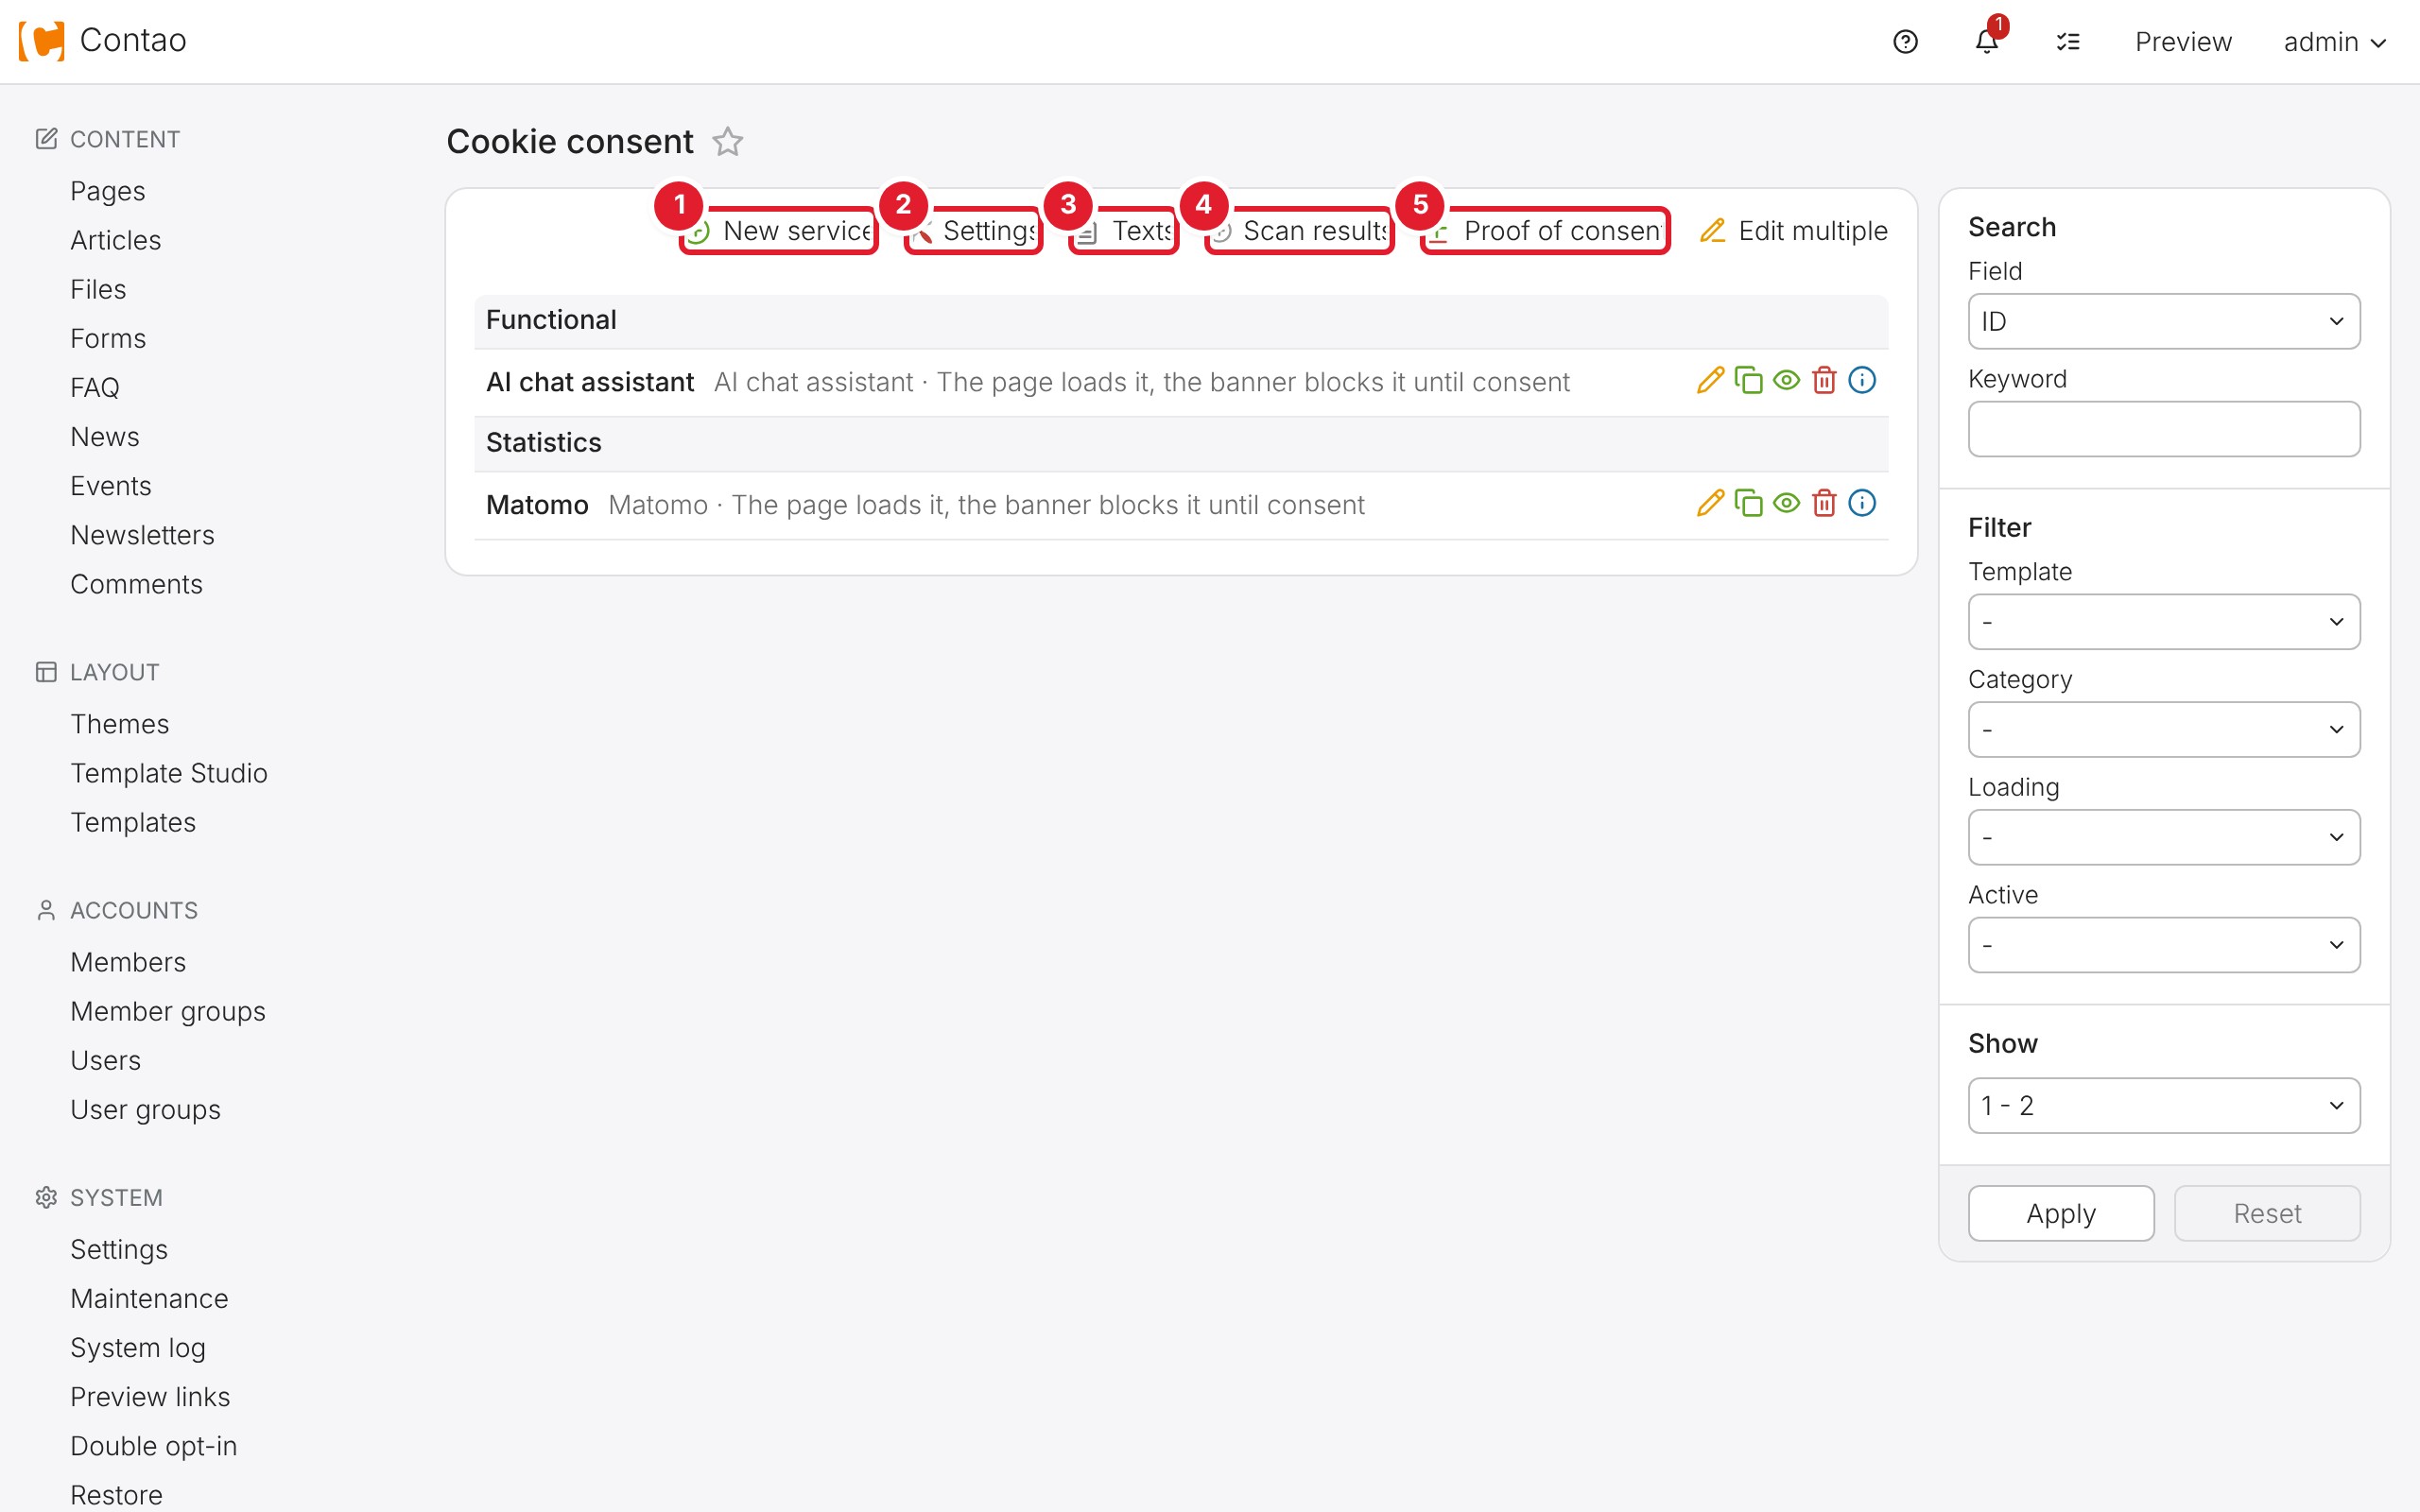 Contao
1
Preview
admin
CONTENT
Pages
Articles
Files
Forms
FAQ
News
Events
Newsletters
Comments
LAYOUT
Themes
Template Studio
Templates
ACCOUNTS
Members
Member groups
Users
User groups
SYSTEM
Settings
Maintenance
System log
Preview links
Double opt-in
Restore
Cookie consent
1 New service
2 Settings
3 Texts
4 Scan results
5 Proof of consent
Edit multiple
Functional
AI chat assistant AI chat assistant · The page loads it, the banner blocks it until consent
Statistics
Matomo Matomo · The page loads it, the banner blocks it until consent
Search
Field
ID
Keyword
Filter
Template
-
Category
-
Loading
-
Active
-
Show
1 - 2
Apply
Reset